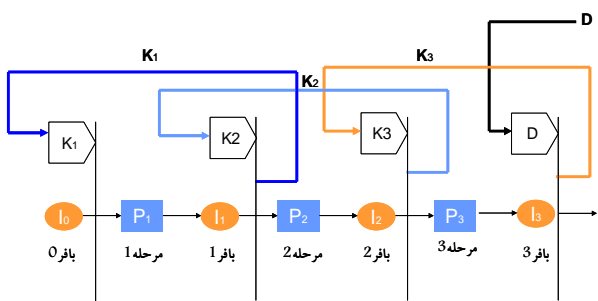 D
K1
K2
K3
K1
K2
K3
D
I0
P1
I1
P2
I2
P3
I3
بافر0
مرحله1
بافر1
مرحله2
بافر2
مرحله3
بافر3